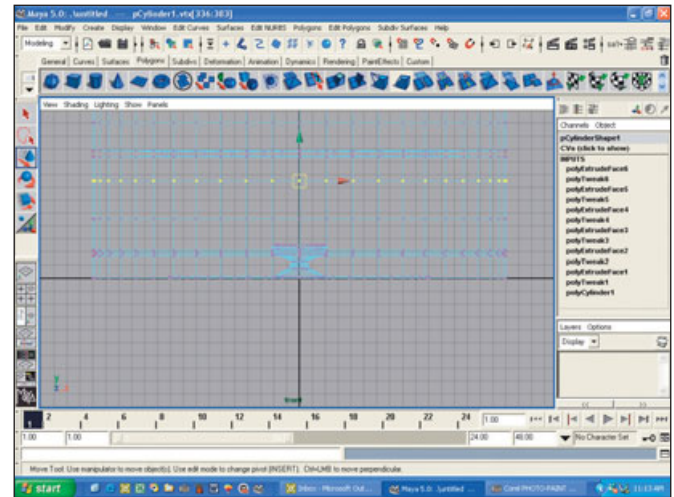 Maya 5.0: .\untitled --- pCylinder1.vtx[336:383]
File Edit Modify Create Display Window Edit Curves Surfaces Edit NURBS Polygons Edit Polygons Subdiv Surfaces Help
Modeling
General Curves Surfaces Polygons Subdivs Deformation Animation Dynamics Rendering PaintEffects Custom
View Shading Lighting Show Panels
Channels Object
pCylinderShape1
CVs (click to show)
INPUTS
polyExtrudeFace6
polyTweak6
polyExtrudeFace5
polyTweak5
polyExtrudeFace4
polyTweak4
polyExtrudeFace3
polyTweak3
polyExtrudeFace2
polyTweak2
polyExtrudeFace1
polyTweak1
polyCylinder1
Layers Options
Display
front
2 4 6 8 10 12 14 16 18 20 22 24 1.00
1
1.00 1.00 24.00 48.00 No Character Set
Move Tool: Use manipulator to move object(s). Use edit mode to change pivot (INSERT). Ctrl+LMB to move perpendicular.
start Inbox - Microsoft Out... Maya 5.0: .\untitled ... Corel PHOTO-PAINT ... 11:13 AM